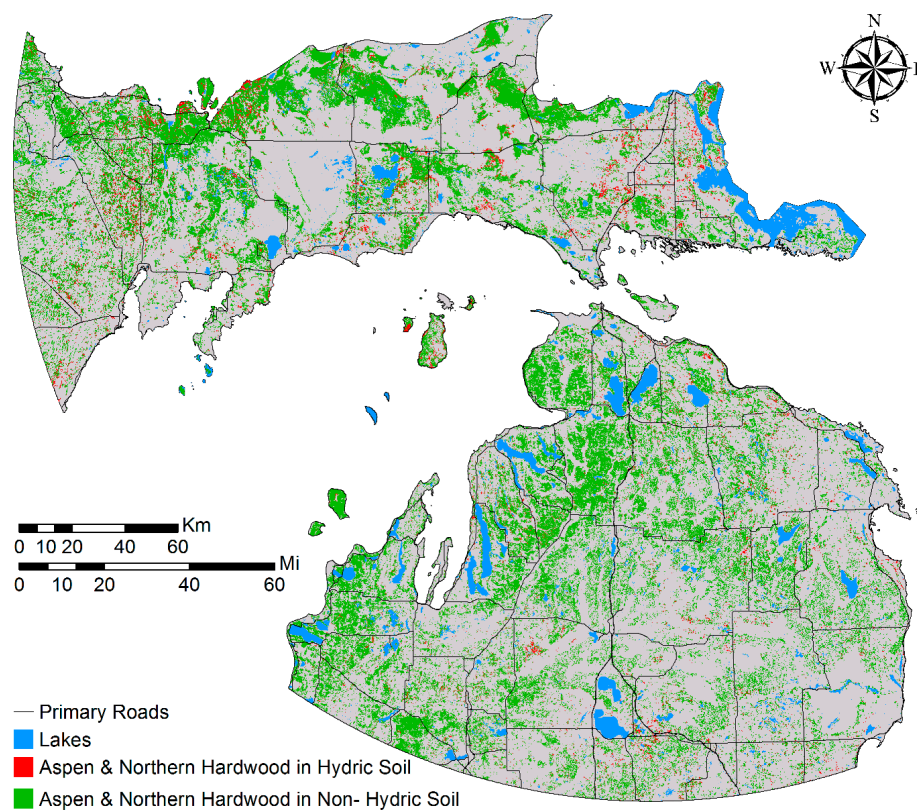 N
W E
S
Km
0 10 20 40 60
Mi
0 10 20 40 60
Primary Roads
Lakes
Aspen & Northern Hardwood in Hydric Soil
Aspen & Northern Hardwood in Non- Hydric Soil